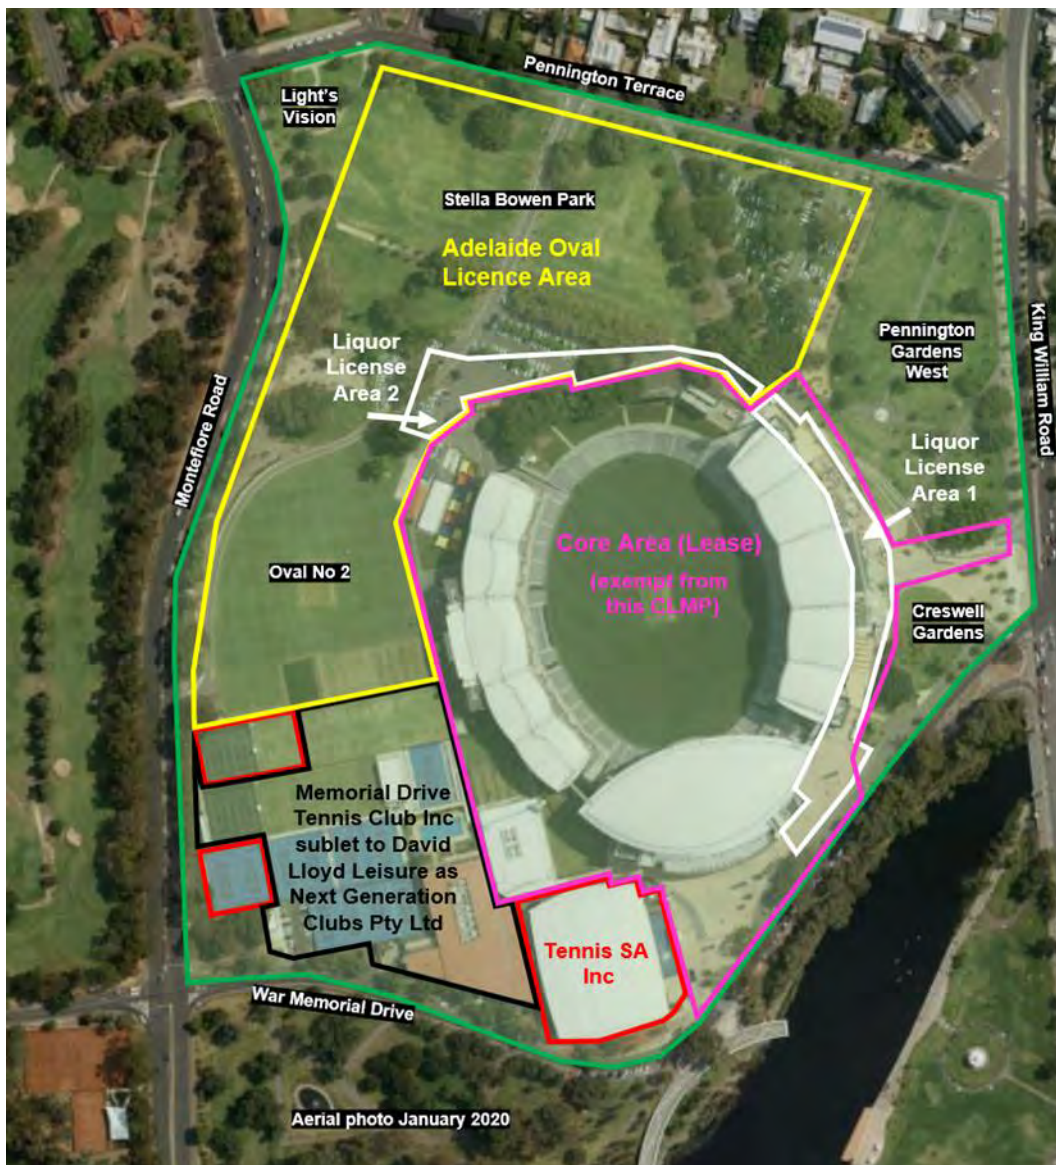 Pennington Terrace
Light's
Vision
Stella Bowen Park
Adelaide Oval
Licence Area
Pennington
Gardens
West
King William Road
Liquor
License
Area 2
Montefiore Road
Liquor
License
Area 1
Core Area (Lease)
(exempt from
this CLMP)
Oval No 2
Creswell
Gardens
Memorial Drive
Tennis Club Inc
sublet to David
Lloyd Leisure as
Next Generation
Clubs Pty Ltd
Tennis SA
Inc
War Memorial Drive
Aerial photo January 2020